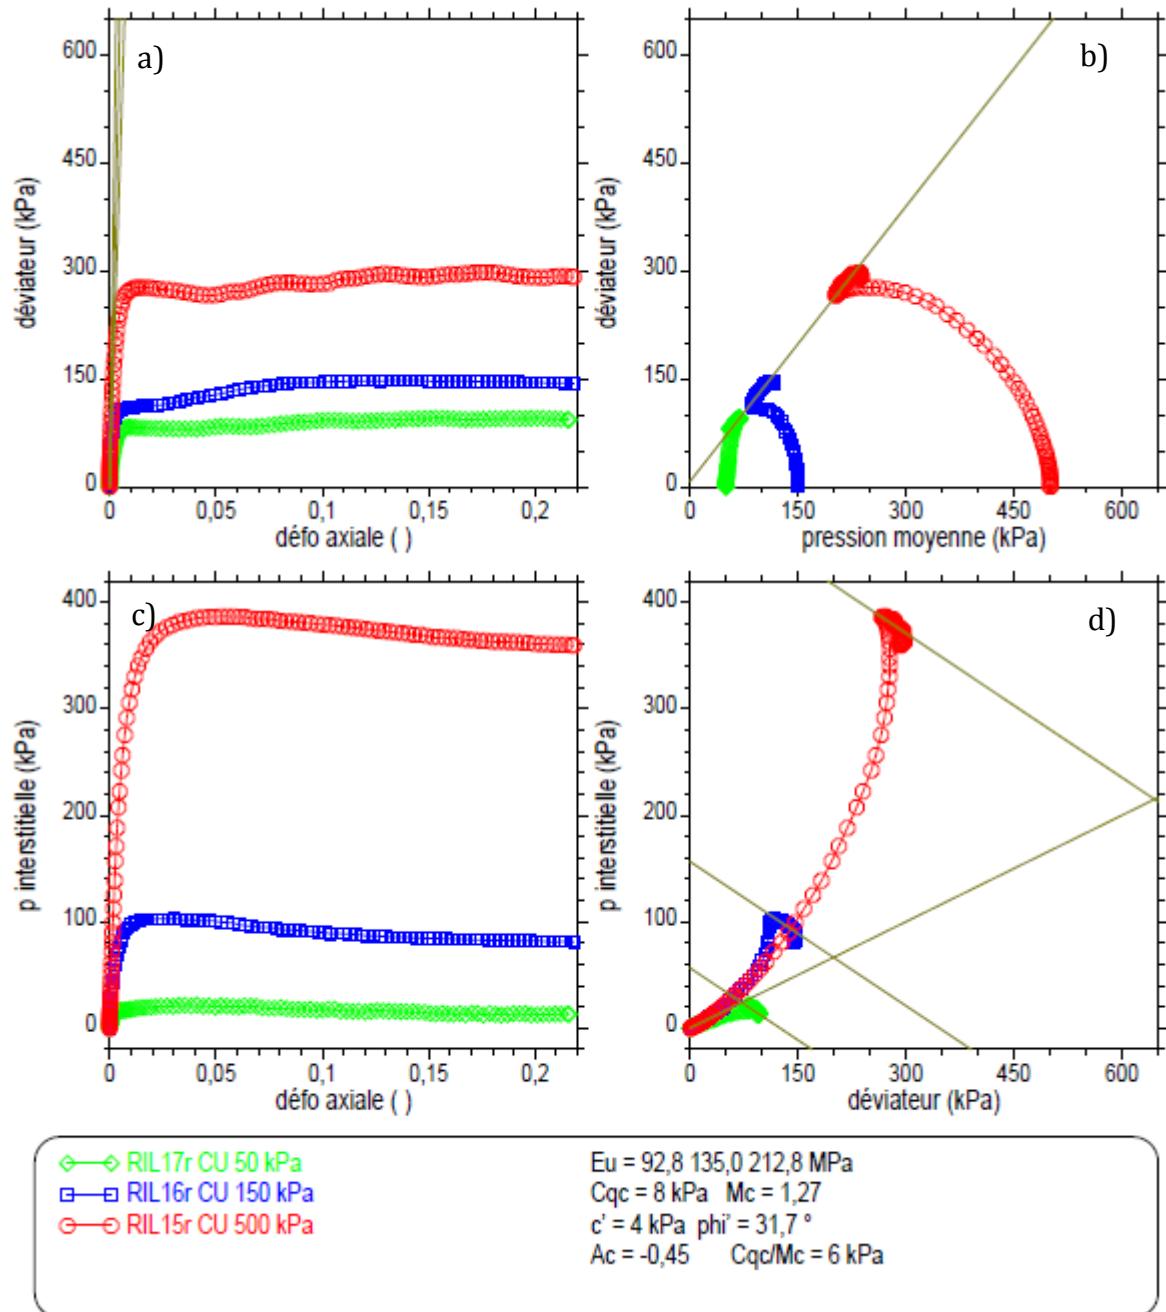 a)
600
450
300
150
0
déviateur (kPa)
0 0,05 0,1 0,15 0,2
défo axiale ( )
b)
600
450
300
150
0
déviateur (kPa)
0 150 300 450 600
pression moyenne (kPa)
c)
400
300
200
100
0
p interstitielle (kPa)
0 0,05 0,1 0,15 0,2
défo axiale ( )
d)
400
300
200
100
0
p interstitielle (kPa)
0 150 300 450 600
déviateur (kPa)
RIL17r CU 50 kPa
RIL16r CU 150 kPa
RIL15r CU 500 kPa
Eu = 92,8 135,0 212,8 MPa
Cqc = 8 kPa Mc = 1,27
c' = 4 kPa phi' = 31,7 °
Ac = -0,45 Cqc/Mc = 6 kPa